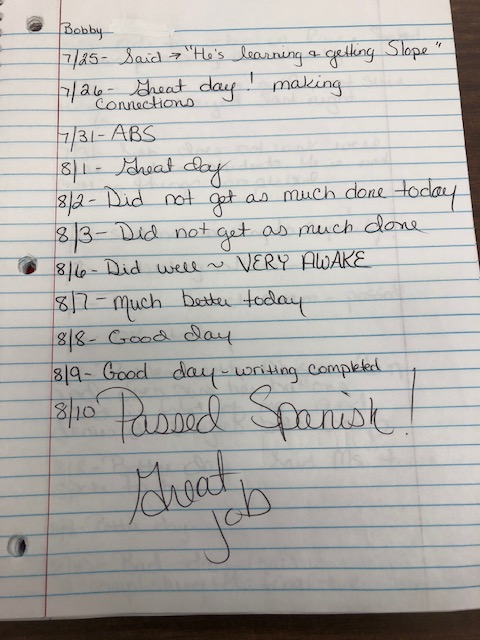 Bobby
7/25- Said → "He's learning & getting Slope"
7/26- Great day! making
connections
7/31- ABS
8/1- Great day
8/2- Did not get as much done today
8/3- Did not get as much done
8/6- Did well ~ VERY AWAKE
8/7- Much better today
8/8- Good day
8/9- Good day - writing completed
8/10 Passed Spanish!
Great
job